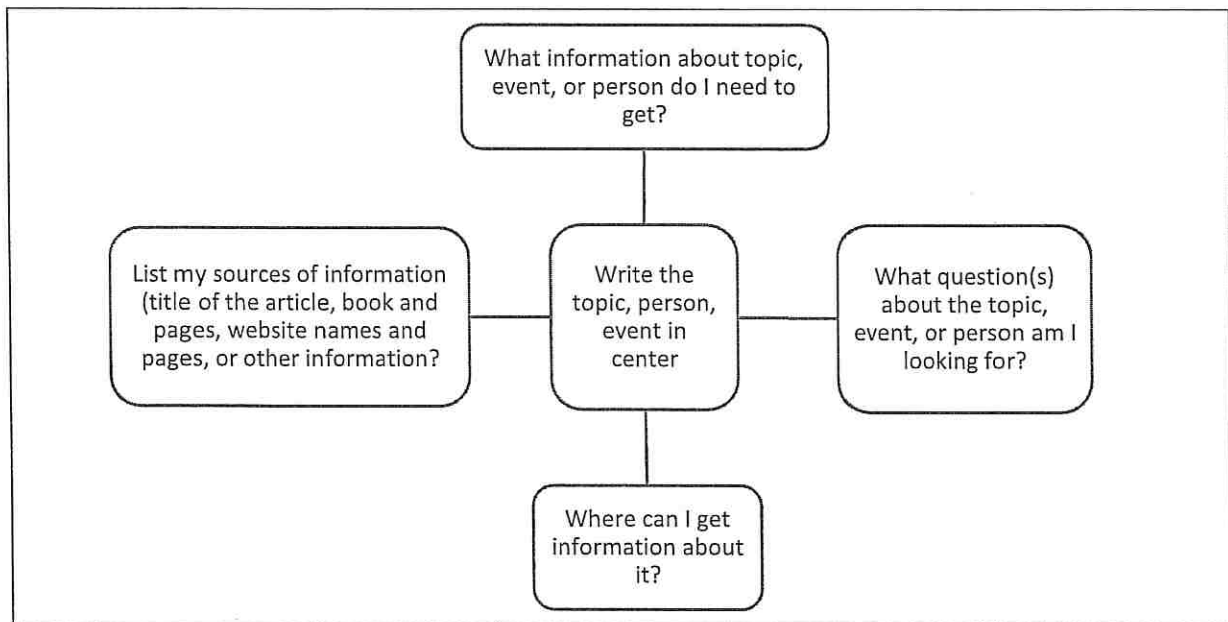 What information about topic,
event, or person do I need to
get?
List my sources of information
(title of the article, book and
pages, website names and
pages, or other information?
Write the
topic, person,
event in
center
What question(s)
about the topic,
event, or person am I
looking for?
Where can I get
information about
it?